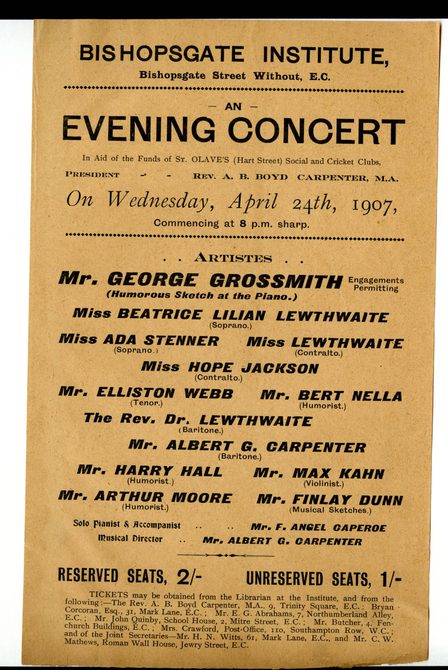 BISHOPSGATE INSTITUTE,
Bishopsgate Street Without, E.C.
— AN —
EVENING CONCERT
In Aid of the Funds of ST. OLAVE'S (Hart Street) Social and Cricket Clubs,
PRESIDENT - - REV. A. B. BOYD CARPENTER, M.A.
On Wednesday, April 24th, 1907,
Commencing at 8 p.m. sharp.
. . ARTISTES . .
Mr. GEORGE GROSSMITH Engagements Permitting
(Humorous Sketch at the Piano.)
Miss BEATRICE LILIAN LEWTHWAITE
(Soprano.)
Miss ADA STENNER Miss LEWTHWAITE
(Soprano.) (Contralto.)
Miss HOPE JACKSON
(Contralto.)
Mr. ELLISTON WEBB Mr. BERT NELLA
(Tenor.) (Humorist.)
The Rev. Dr. LEWTHWAITE
(Baritone.)
Mr. ALBERT G. CARPENTER
(Baritone.)
Mr. HARRY HALL Mr. MAX KAHN
(Humorist.) (Violinist.)
Mr. ARTHUR MOORE Mr. FINLAY DUNN
(Humorist.) (Musical Sketches.)
Solo Pianist & Accompanist .. .. Mr. F. ANGEL CAPEROE
Musical Director .. Mr. ALBERT G. CARPENTER
RESERVED SEATS, 2/- UNRESERVED SEATS, 1/-
TICKETS may be obtained from the Librarian at the Institute, and from the
following :—The Rev. A. B. Boyd Carpenter, M.A., 9, Trinity Square, E.C.; Bryan
Corcoran, Esq., 31, Mark Lane, E.C.; Mr. E. G. Abrahams, 7, Northumberland Alley,
E.C.; Mr. John Quinby, School House, 2, Mitre Street, E.C.; Mr. Butcher, 4, Fen-
church Buildings, E.C.; Mrs. Crawford, Post-Office, 110, Southampton Row, W.C.;
and of the Joint Secretaries—Mr. H. N. Witts, 61, Mark Lane, E.C., and Mr. C. W.
Mathews, Roman Wall House, Jewry Street, E.C.